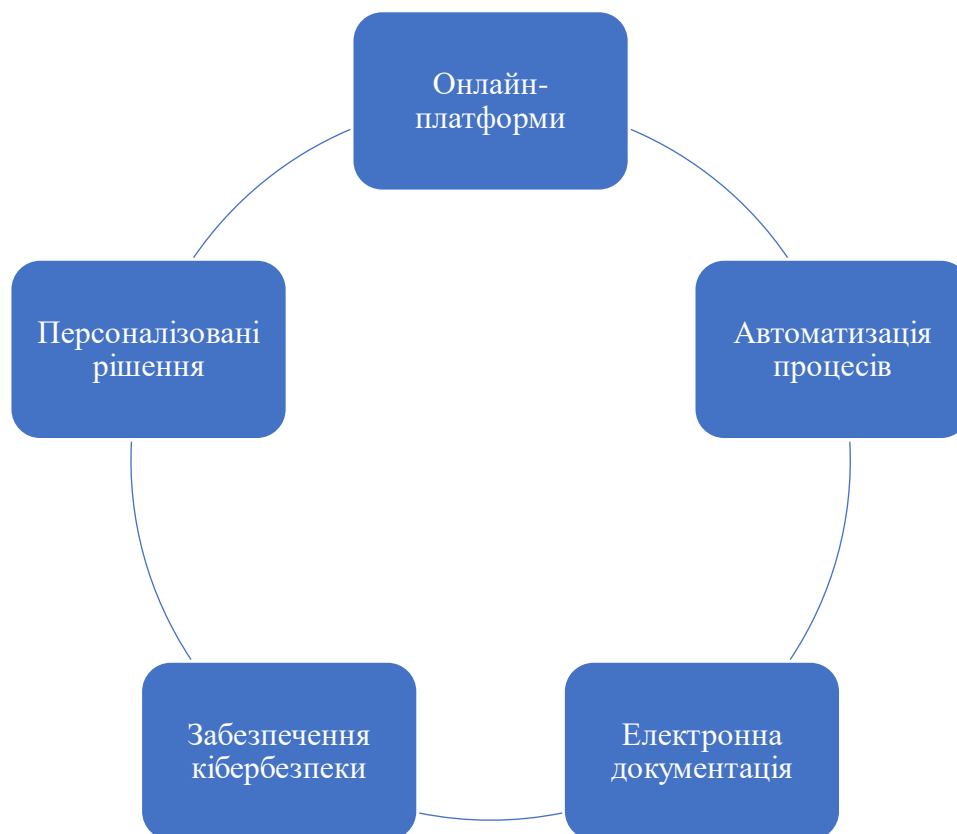 Онлайн-
платформи
Персоналізовані
рішення
Автоматизація
процесів
Забезпечення
кібербезпеки
Електронна
документація